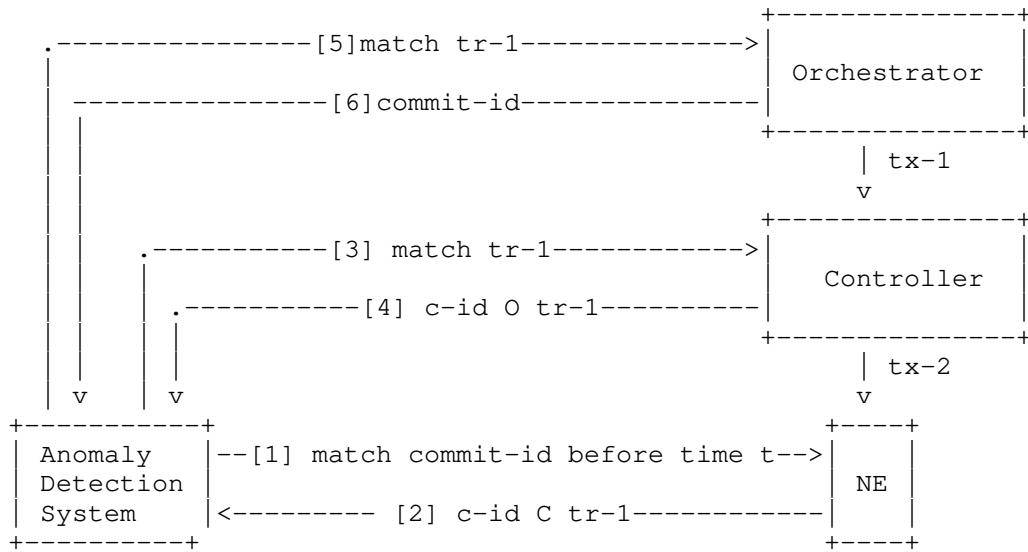 [5]match tr-1
Orchestrator
[6]commit-id
tx-1
v
[3] match tr-1
Controller
[4] c-id O tr-1
tx-2
v v v
Anomaly [1] match commit-id before time t
Detection NE
System [2] c-id C tr-1